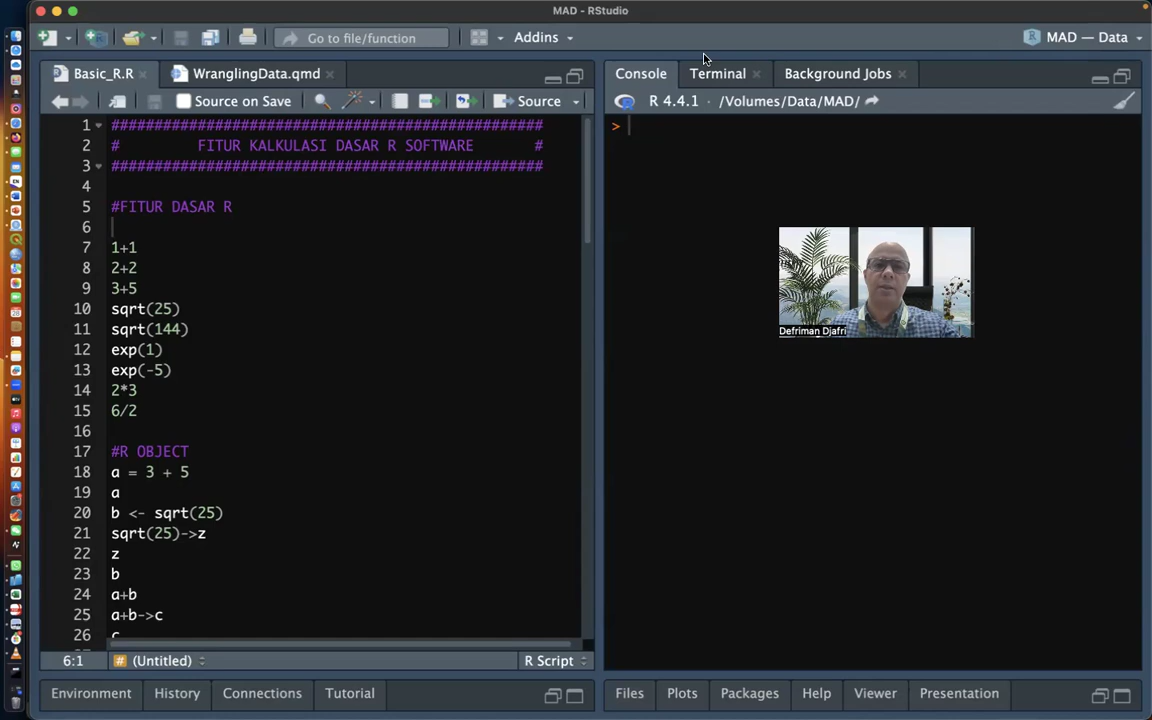 MAD - RStudio
Go to file/function
Addins
MAD — Data
Basic_R.R
WranglingData.qmd
Source on Save
Source
1 ##################################################
2 # FITUR KALKULASI DASAR R SOFTWARE #
3 ##################################################
4
5 #FITUR DASAR R
6
7 1+1
8 2+2
9 3+5
10 sqrt(25)
11 sqrt(144)
12 exp(1)
13 exp(-5)
14 2*3
15 6/2
16
17 #R OBJECT
18 a = 3 + 5
19 a
20 b <- sqrt(25)
21 sqrt(25)->z
22 z
23 b
24 a+b
25 a+b->c
26 c
6:1
(Untitled)
R Script
Environment
History
Connections
Tutorial
Console
Terminal
Background Jobs
R 4.4.1 · /Volumes/Data/MAD/
>
Defriman Djafri
Files
Plots
Packages
Help
Viewer
Presentation